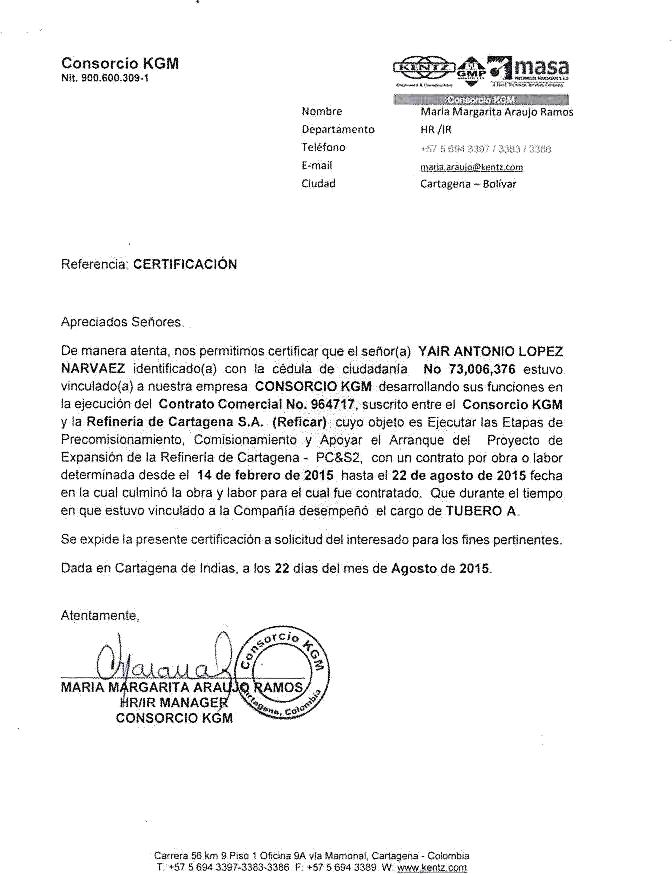 Consorcio KGM
Nit. 900.600.309-1
KENTZ GMP masa
Consorcio KGM
Nombre Maria Margarita Araujo Ramos
Departamento HR /IR
Teléfono +57 5 694 3397 / 3383 / 3386
E-mail maria.araujo@kentz.com
Ciudad Cartagena – Bolívar
Referencia: CERTIFICACIÓN
Apreciados Señores.
De manera atenta, nos permitimos certificar que el señor(a) YAIR ANTONIO LOPEZ
NARVAEZ identificado(a) con la cédula de ciudadanía No 73,006,376 estuvo
vinculado(a) a nuestra empresa CONSORCIO KGM desarrollando sus funciones en
la ejecución del Contrato Comercial No. 964717, suscrito entre el Consorcio KGM
y la Refineria de Cartagena S.A. (Reficar) cuyo objeto es Ejecutar las Etapas de
Precomisionamiento, Comisionamiento y Apoyar el Arranque del Proyecto de
Expansión de la Refinería de Cartagena - PC&S2, con un contrato por obra o labor
determinada desde el 14 de febrero de 2015 hasta el 22 de agosto de 2015 fecha
en la cual culminó la obra y labor para el cual fue contratado. Que durante el tiempo
en que estuvo vinculado a la Compañía desempeñó el cargo de TUBERO A.
Se expide la presente certificación a solicitud del interesado para los fines pertinentes.
Dada en Cartagena de Indias, a los 22 días del mes de Agosto de 2015.
Atentamente,
Consorcio KGM
Cartagena, Colombia
MARIA MARGARITA ARAUJO RAMOS
HR/IR MANAGER
CONSORCIO KGM
Carrera 56 km 9 Piso 1 Oficina 9A vía Mamonal, Cartagena - Colombia
T: +57 5 694 3397-3383-3386 F: +57 5 694 3389 W: www.kentz.com